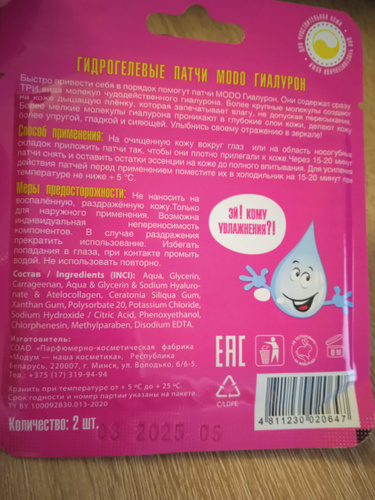 для чувствительной кожи
ГИДРОГЕЛЕВЫЕ ПАТЧИ MODO ГИАЛУРОН
Быстро привести себя в порядок помогут патчи MODO Гиалурон. Они содержат сразу
ТРИ вида молекул чудодейственного гиалурона. Более крупные молекулы создают
на коже дышащую плёнку, которая запечатывает влагу, не допуская пересыхания.
Более мелкие молекулы гиалурона проникают в глубокие слои кожи, делают кожу
более упругой, гладкой и сияющей. Улыбнись своему отражению в зеркале!
Способ применения: На очищенную кожу вокруг глаз или на область носогубных
складок приложить патчи так, чтобы они плотно прилегали к коже. Через 15-20 минут
патчи снять и оставить остатки эссенции на коже до полного впитывания. Для усиления
действия патчей перед применением поместите их в холодильник на 15-20 минут при
температуре не ниже + 5 °С.
Меры предосторожности: Не наносить на
воспалённую, раздражённую кожу.Только
для наружного применения. Возможна
индивидуальная непереносимость
компонентов. В случае раздражения
прекратить использование. Избегать
попадания в глаза, при контакте промыть
водой. Не использовать повторно.
ЭЙ! КОМУ
УВЛАЖНЕНИЯ?!
Состав / Ingredients (INCI): Aqua, Glycerin,
Carrageenan, Aqua & Glycerin & Sodium Hyaluro-
nate & Atelocollagen, Ceratonia Siliqua Gum,
Xanthan Gum, Polysorbate 20, Potassium Chloride,
Sodium Hydroxide / Citric Acid, Phenoxyethanol,
Chlorphenesin, Methylparaben, Disodium EDTA.
Изготовитель:
СОАО «Парфюмерно-косметическая фабрика
«Модум — наша косметика», Республика
Беларусь, 220007, г. Минск, ул. Володько, 6/6-5.
Тел.: +375 (17) 319-94-94
Хранить при температуре от + 5 °С до + 25 °С.
Срок годности и номер партии указаны на пакете
TY BY 100092830.013-2020
Количество: 2 шт.
03 2025 05
EAC
C/LDPE
4 811230 020647